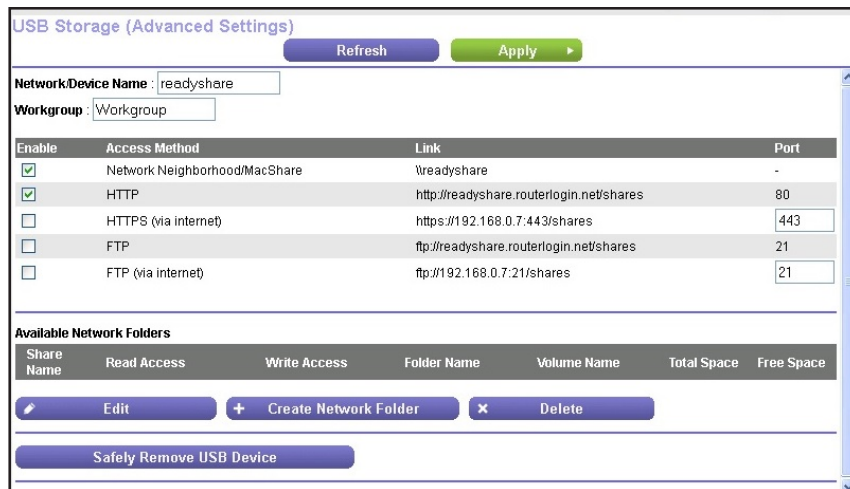 USB Storage (Advanced Settings)
Refresh Apply
Network/Device Name : readyshare
Workgroup : Workgroup
Enable Access Method Link Port
Network Neighborhood/MacShare \\readyshare -
HTTP http://readyshare.routerlogin.net/shares 80
HTTPS (via internet) https://192.168.0.7:443/shares 443
FTP ftp://readyshare.routerlogin.net/shares 21
FTP (via internet) ftp://192.168.0.7:21/shares 21
Available Network Folders
Share Name Read Access Write Access Folder Name Volume Name Total Space Free Space
Edit Create Network Folder Delete
Safely Remove USB Device